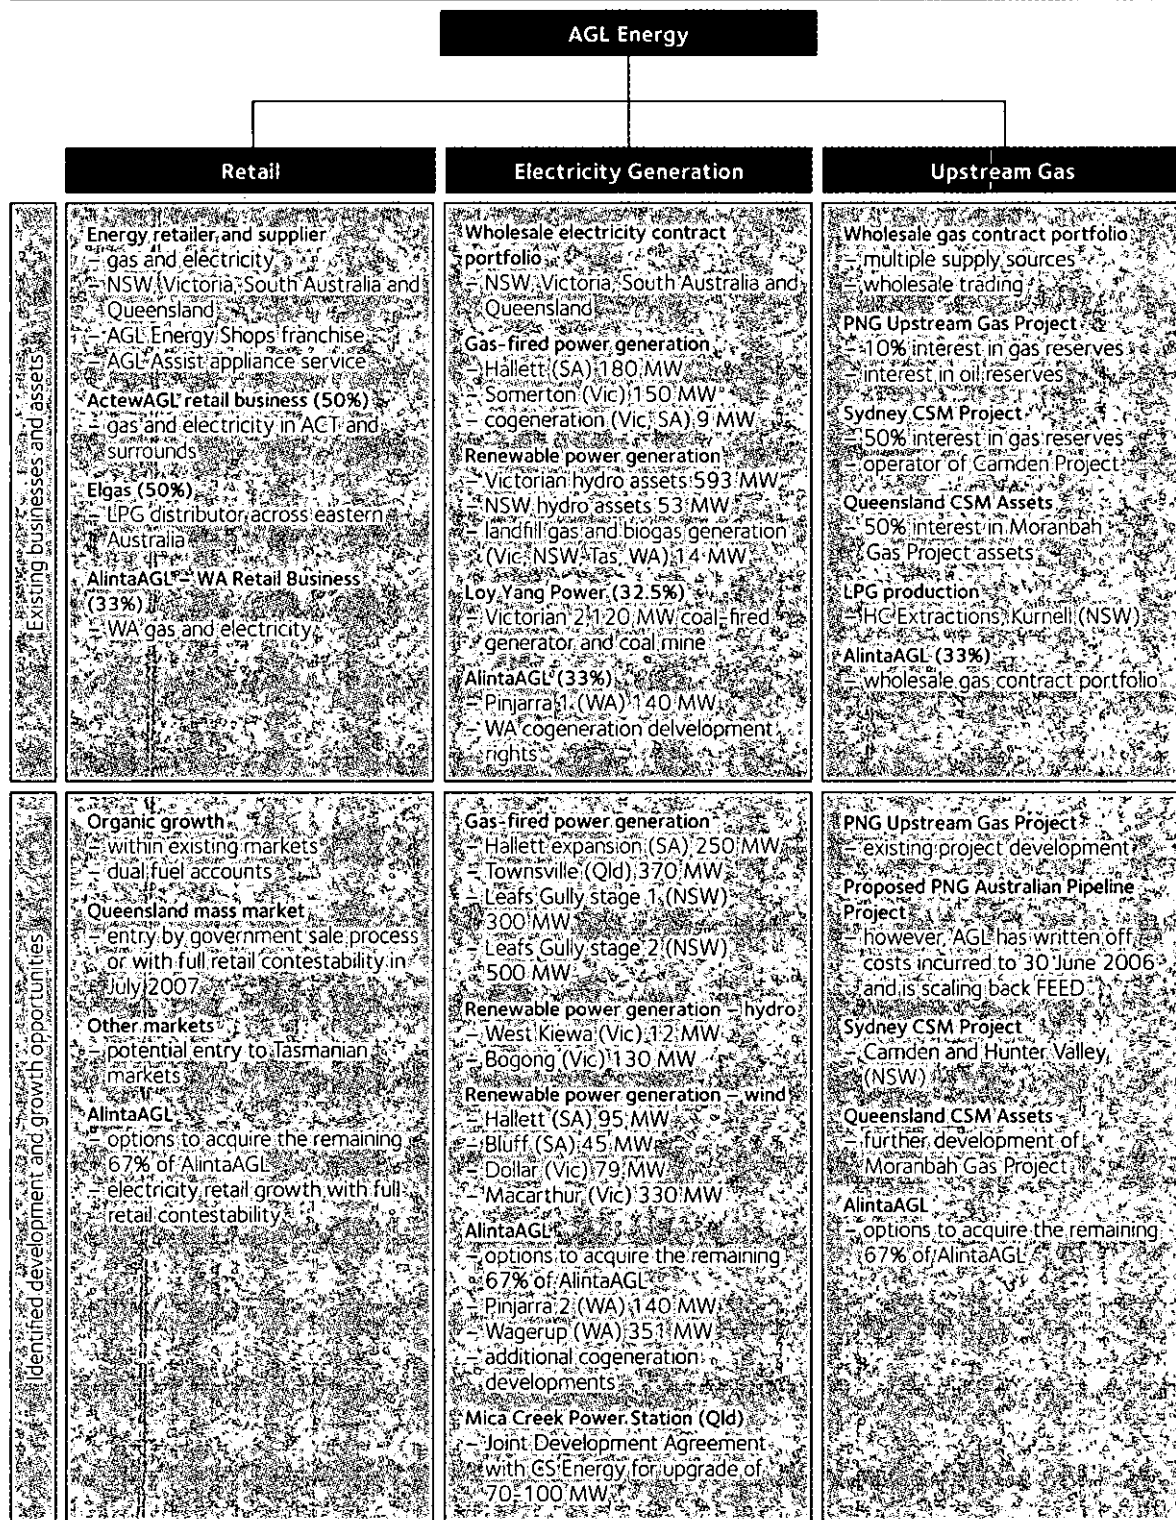 AGL Energy
Retail
Electricity Generation
Upstream Gas
Existing businesses and assets
Energy retailer and supplier
– gas and electricity
– NSW, Victoria, South Australia and
Queensland
– AGL Energy Shops franchise
– AGL Assist appliance service
ActewAGL retail business (50%)
– gas and electricity in ACT and
surrounds
Elgas (50%)
– LPG distributor across eastern
Australia
AlintaAGL – WA Retail Business
(33%)
– WA gas and electricity
Wholesale electricity contract
portfolio
– NSW, Victoria, South Australia and
Queensland
Gas-fired power generation
– Hallett (SA) 180 MW
– Somerton (Vic) 150 MW
– cogeneration (Vic, SA) 9 MW
Renewable power generation
– Victorian hydro assets 593 MW
– NSW hydro assets 53 MW
– landfill gas and biogas generation
(Vic, NSW, Tas, WA) 14 MW
Loy Yang Power (32.5%)
– Victorian 2,120 MW coal-fired
generator and coal mine
AlintaAGL (33%)
– Pinjarra 1 (WA) 140 MW
– WA cogeneration delvelopment
rights
Wholesale gas contract portfolio
– multiple supply sources
– wholesale trading
PNG Upstream Gas Project
– 10% interest in gas reserves
– interest in oil reserves
Sydney CSM Project
– 50% interest in gas reserves
– operator of Camden Project
Queensland CSM Assets
– 50% interest in Moranbah
Gas Project assets
LPG production
– HC Extractions, Kurnell (NSW)
AlintaAGL (33%)
– wholesale gas contract portfolio
Identified development and growth opportunities
Organic growth
– within existing markets
– dual fuel accounts
Queensland mass market
– entry by government sale process
or with full retail contestability in
July 2007
Other markets
– potential entry to Tasmanian
markets
AlintaAGL
– options to acquire the remaining
67% of AlintaAGL
– electricity retail growth with full
retail contestability
Gas-fired power generation
– Hallett expansion (SA) 250 MW
– Townsville (Qld) 370 MW
– Leafs Gully stage 1 (NSW)
300 MW
– Leafs Gully stage 2 (NSW)
500 MW
Renewable power generation – hydro
– West Kiewa (Vic) 12 MW
– Bogong (Vic) 130 MW
Renewable power generation – wind
– Hallett (SA) 95 MW
– Bluff (SA) 45 MW
– Dollar (Vic) 79 MW
– Macarthur (Vic) 330 MW
AlintaAGL
– options to acquire the remaining
67% of AlintaAGL
– Pinjarra 2 (WA) 140 MW
– Wagerup (WA) 351 MW
– additional cogeneration
developments
Mica Creek Power Station (Qld)
– Joint Development Agreement
with CS Energy for upgrade of
70-100 MW
PNG Upstream Gas Project
– existing project development
Proposed PNG Australian Pipeline
Project
– however, AGL has written off
costs incurred to 30 June 2006
and is scaling back FEED
Sydney CSM Project
– Camden and Hunter Valley
(NSW)
Queensland CSM Assets
– further development of
Moranbah Gas Project
AlintaAGL
– options to acquire the remaining
67% of AlintaAGL